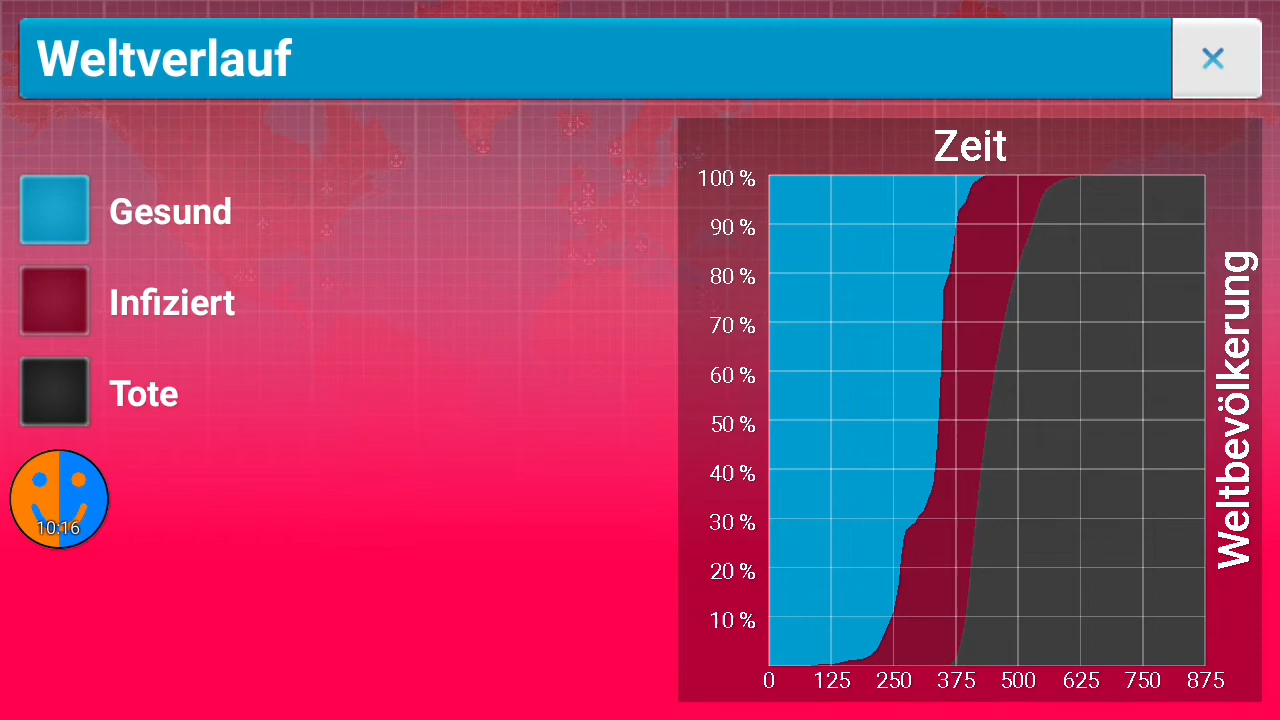 Weltverlauf
×
Gesund
Infiziert
Tote
10:16
Zeit
100 %
90 %
80 %
70 %
60 %
50 %
40 %
30 %
20 %
10 %
0 125 250 375 500 625 750 875
Weltbevölkerung